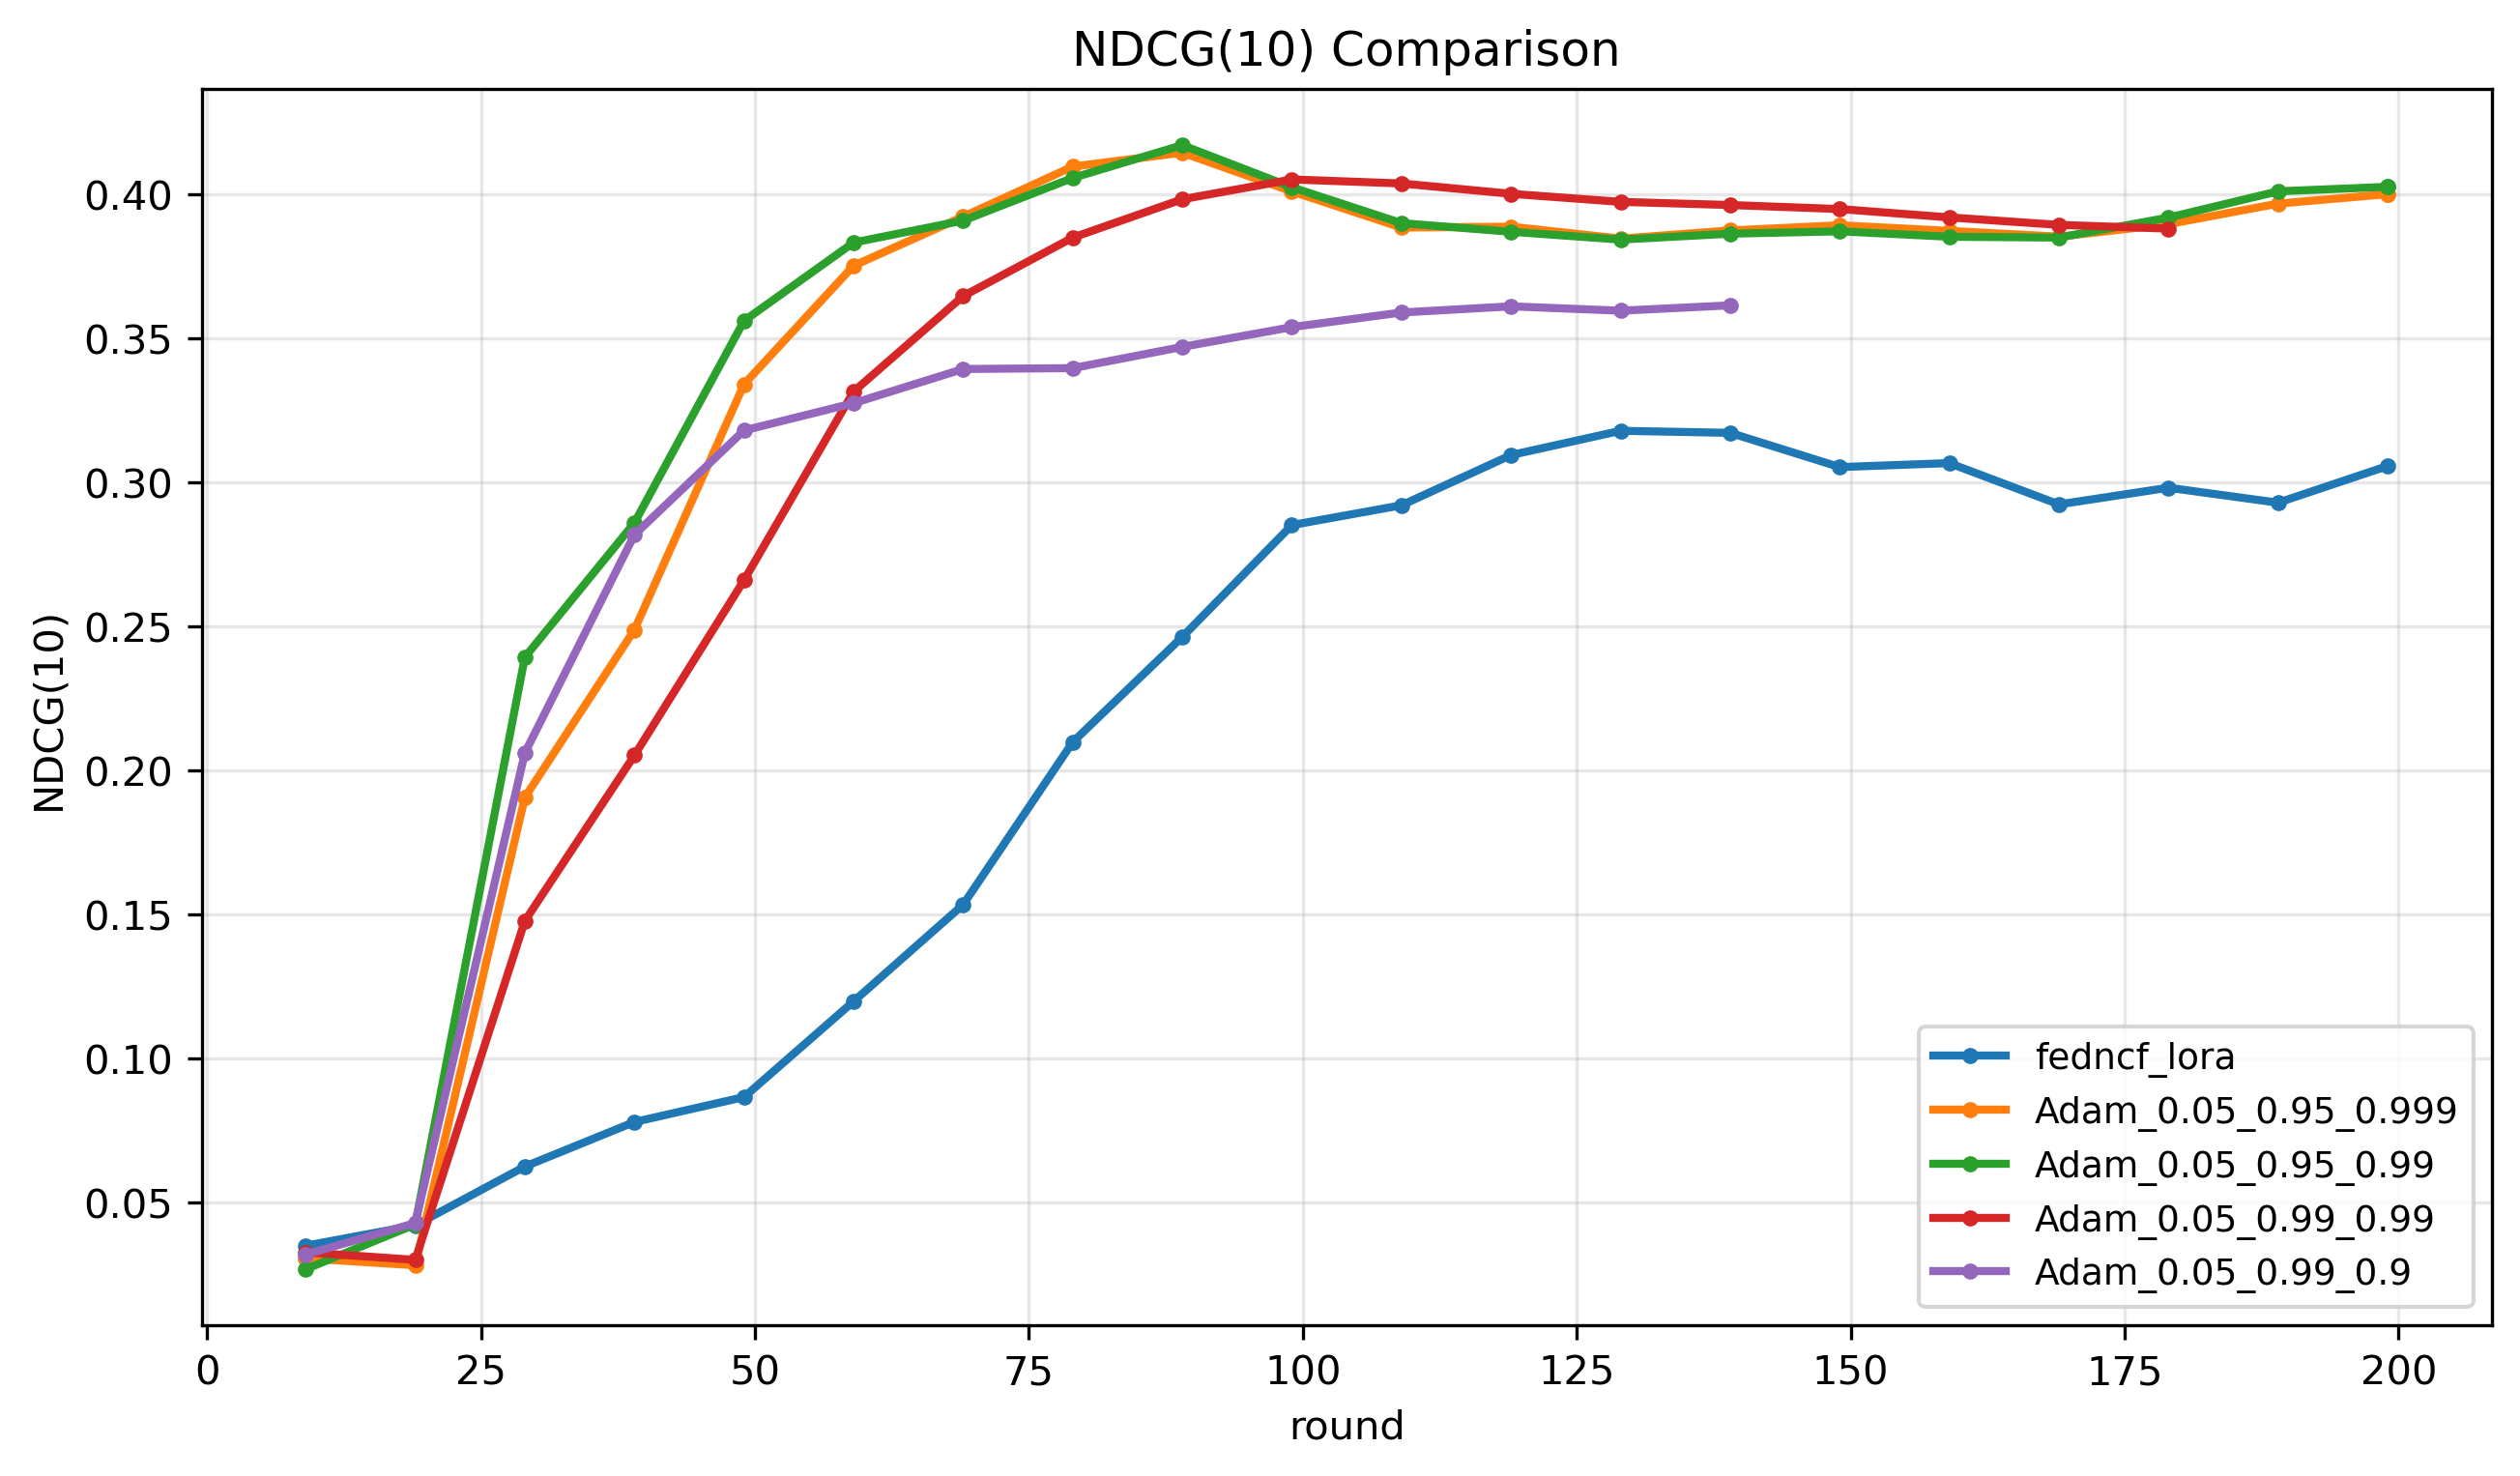 NDCG(10) Comparison
NDCG(10)
0.40
0.35
0.30
0.25
0.20
0.15
0.10
0.05
0 25 50 75 100 125 150 175 200
round
fedncf_lora
Adam_0.05_0.95_0.999
Adam_0.05_0.95_0.99
Adam_0.05_0.99_0.99
Adam_0.05_0.99_0.9